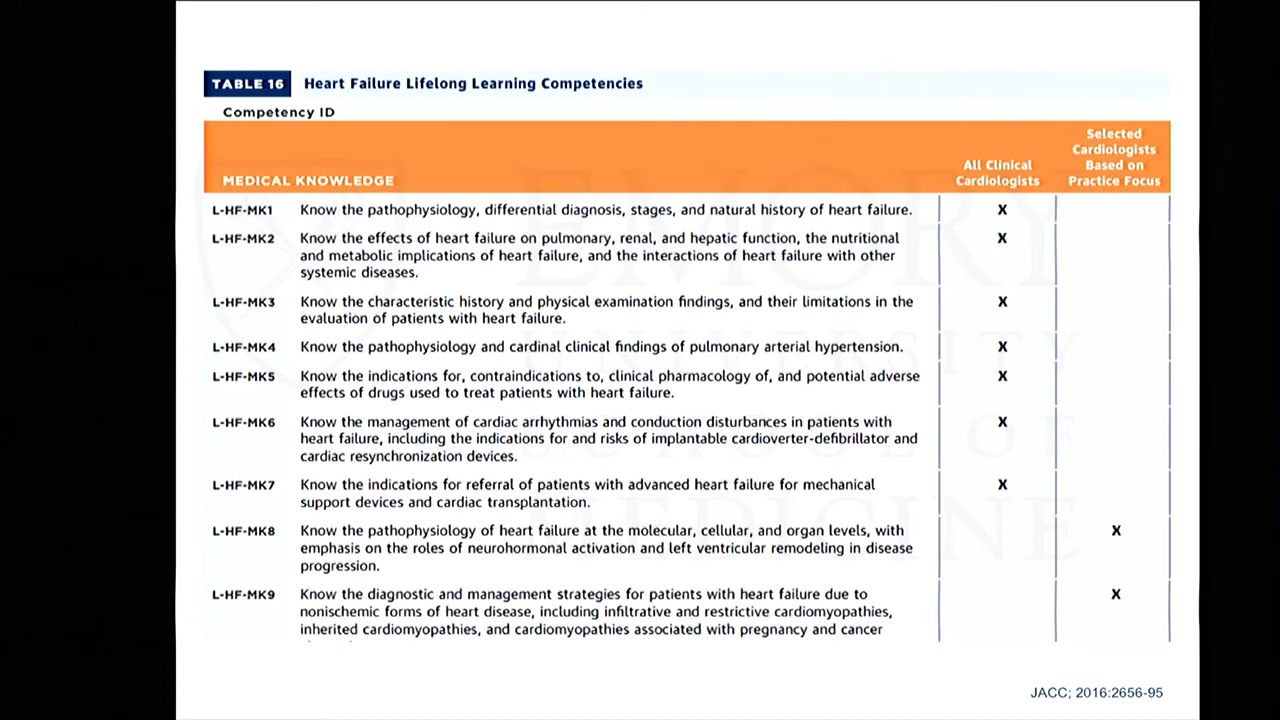 TABLE 16 Heart Failure Lifelong Learning Competencies
Competency ID
MEDICAL KNOWLEDGE
All Clinical
Cardiologists
Selected
Cardiologists
Based on
Practice Focus
L-HF-MK1 Know the pathophysiology, differential diagnosis, stages, and natural history of heart failure. X
L-HF-MK2 Know the effects of heart failure on pulmonary, renal, and hepatic function, the nutritional X
and metabolic implications of heart failure, and the interactions of heart failure with other
systemic diseases.
L-HF-MK3 Know the characteristic history and physical examination findings, and their limitations in the X
evaluation of patients with heart failure.
L-HF-MK4 Know the pathophysiology and cardinal clinical findings of pulmonary arterial hypertension. X
L-HF-MK5 Know the indications for, contraindications to, clinical pharmacology of, and potential adverse X
effects of drugs used to treat patients with heart failure.
L-HF-MK6 Know the management of cardiac arrhythmias and conduction disturbances in patients with X
heart failure, including the indications for and risks of implantable cardioverter-defibrillator and
cardiac resynchronization devices.
L-HF-MK7 Know the indications for referral of patients with advanced heart failure for mechanical X
support devices and cardiac transplantation.
L-HF-MK8 Know the pathophysiology of heart failure at the molecular, cellular, and organ levels, with X
emphasis on the roles of neurohormonal activation and left ventricular remodeling in disease
progression.
L-HF-MK9 Know the diagnostic and management strategies for patients with heart failure due to X
nonischemic forms of heart disease, including infiltrative and restrictive cardiomyopathies,
inherited cardiomyopathies, and cardiomyopathies associated with pregnancy and cancer
EMORY
UNIVERSITY
SCHOOL OF
MEDICINE
JACC; 2016:2656-95